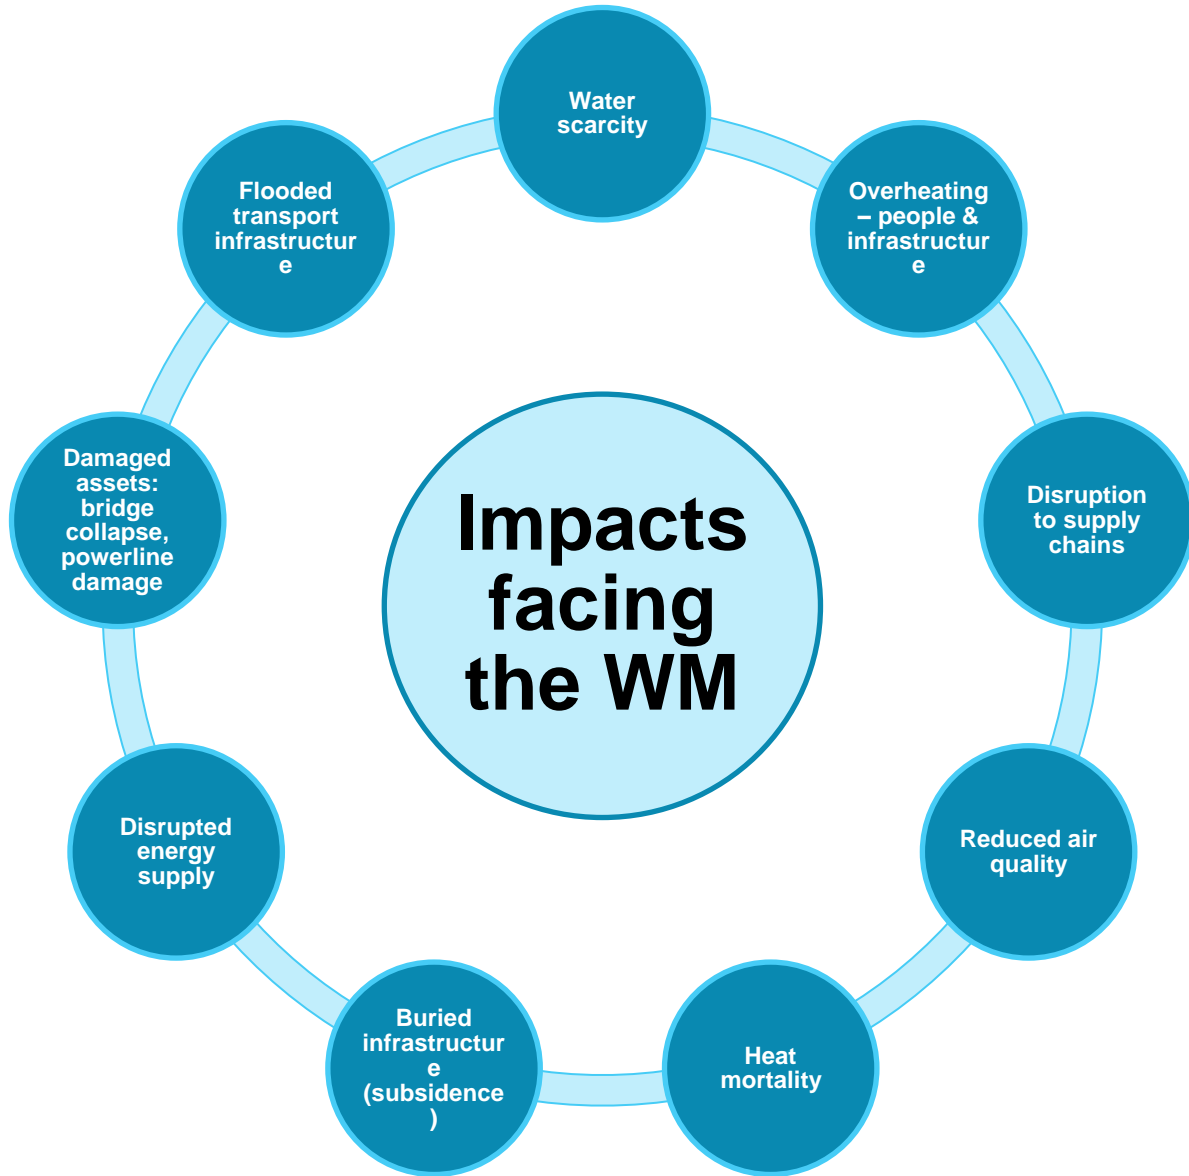 Water
scarcity
Overheating
– people &
infrastructur
e
Disruption
to supply
chains
Reduced air
quality
Heat
mortality
Buried
infrastructur
e
(subsidence
)
Disrupted
energy
supply
Damaged
assets:
bridge
collapse,
powerline
damage
Flooded
transport
infrastructur
e
Impacts
facing
the WM